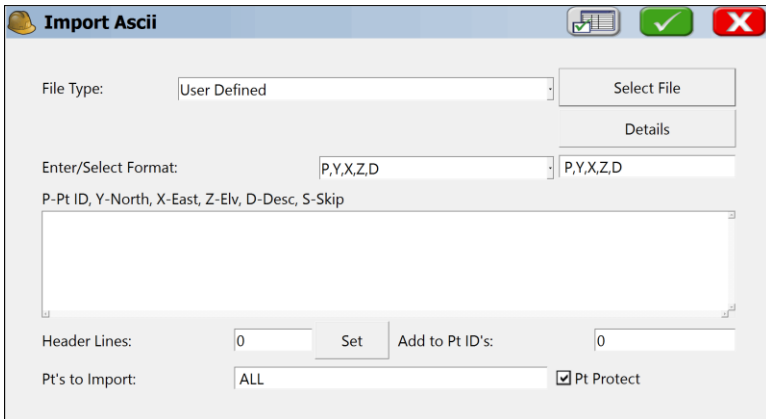 Import Ascii
File Type: User Defined Select File
Details
Enter/Select Format: P,Y,X,Z,D P,Y,X,Z,D
P-Pt ID, Y-North, X-East, Z-Elv, D-Desc, S-Skip
Header Lines: 0 Set Add to Pt ID's: 0
Pt's to Import: ALL Pt Protect